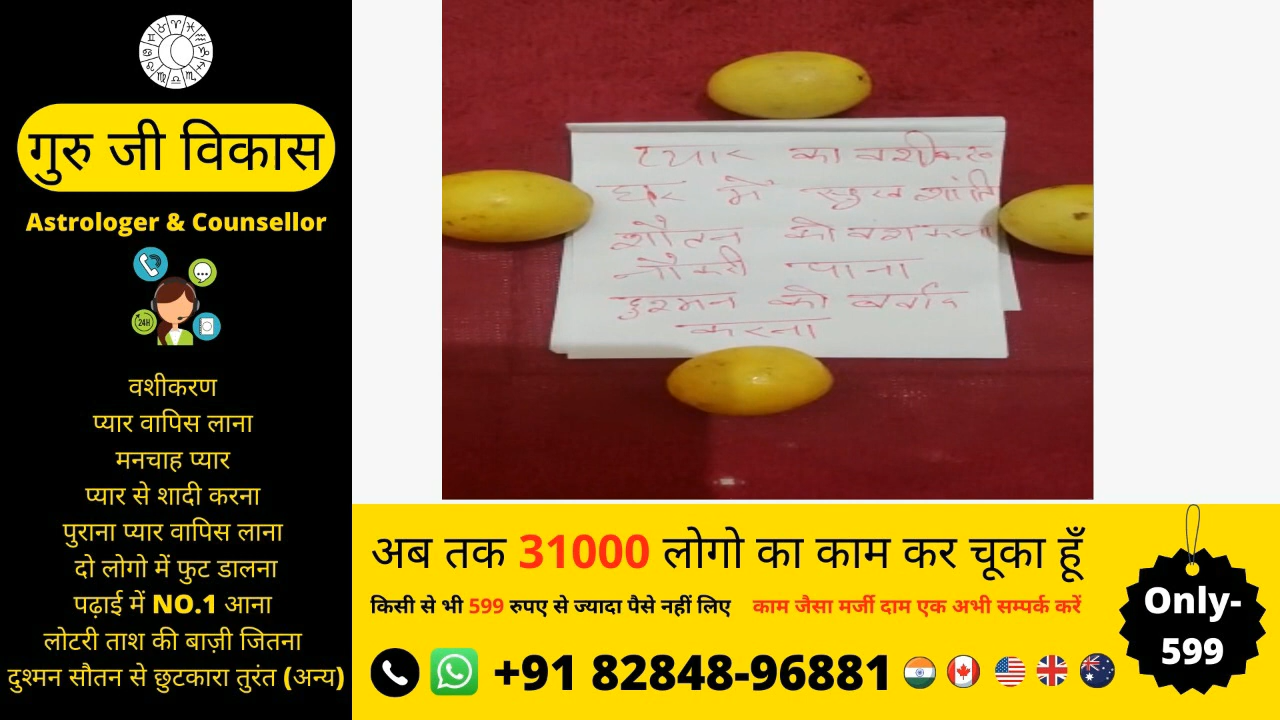 गुरु जी विकास
Astrologer & Counsellor
24H
वशीकरण
प्यार वापिस लाना
मनचाह प्यार
प्यार से शादी करना
पुराना प्यार वापिस लाना
दो लोगो में फुट डालना
पढ़ाई में NO.1 आना
लोटरी ताश की बाज़ी जितना
दुश्मन सौतन से छुटकारा तुरंत (अन्य)
प्यार का वशीकरण
घर में सुख शांति
शौतन को वश करना
नौकरी पाना
दुश्मन को बर्बाद
करना
अब तक 31000 लोगो का काम कर चूका हूँ
किसी से भी 599 रुपए से ज्यादा पैसे नहीं लिए काम जैसा मर्जी दाम एक अभी सम्पर्क करें
+91 82848-96881
Only-
599